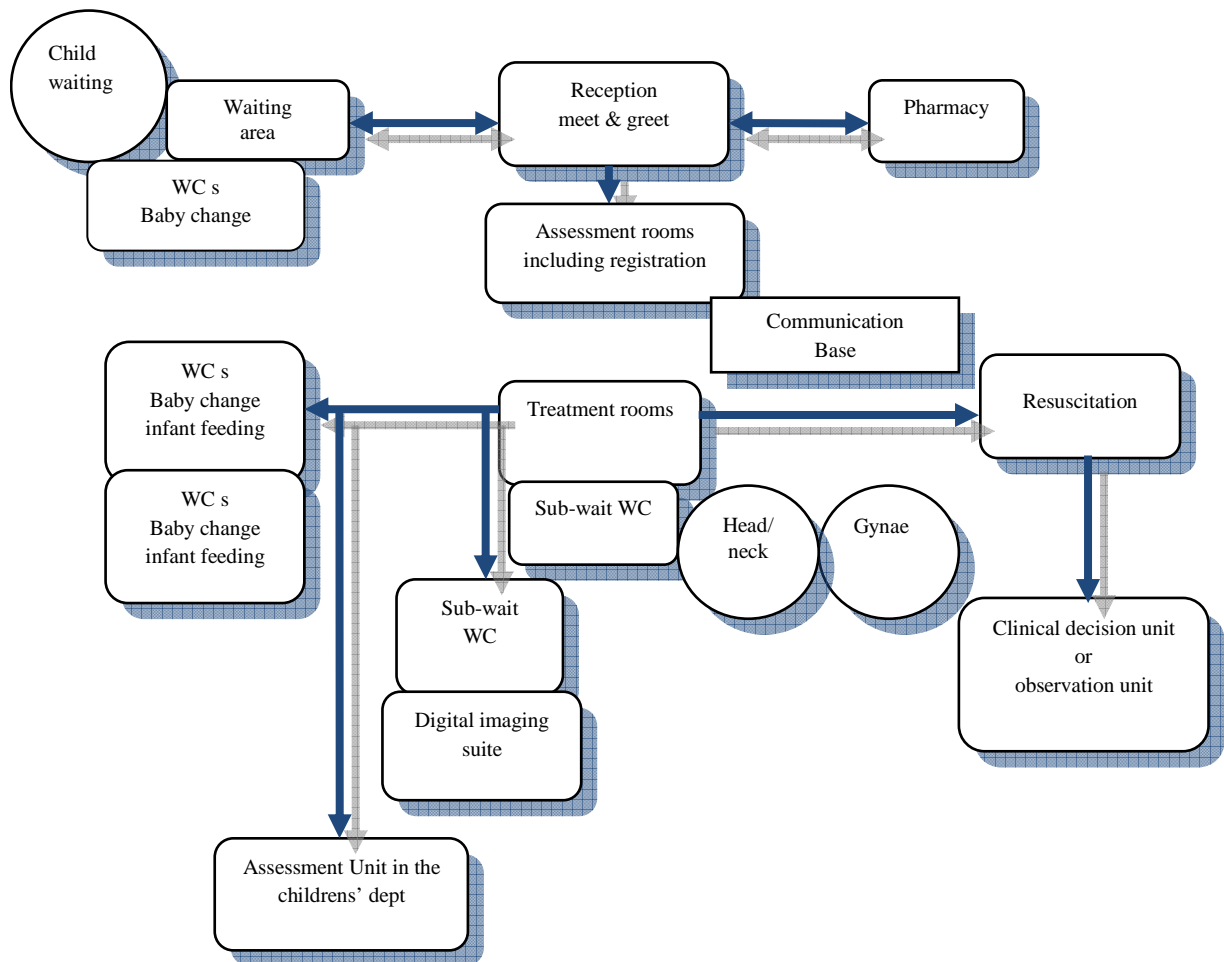 Child
waiting
Waiting
area
Reception
meet & greet
Pharmacy
WC s
Baby change
Assessment rooms
including registration
Communication
Base
WC s
Baby change
infant feeding
Treatment rooms
Resuscitation
WC s
Baby change
infant feeding
Sub-wait WC
Head/
neck
Gynae
Sub-wait
WC
Clinical decision unit
or
observation unit
Digital imaging
suite
Assessment Unit in the
childrens’ dept